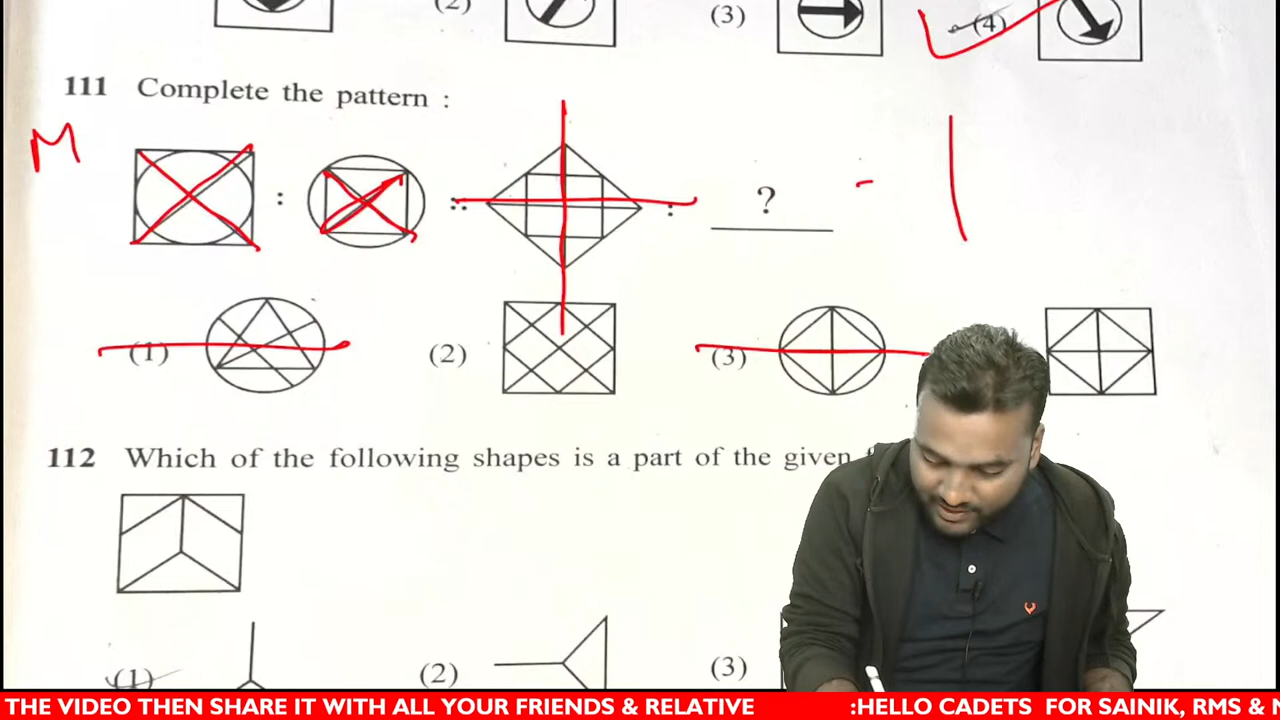 (2)
(3)
(4)
111 Complete the pattern :
M
: :: : ?
(1)
(2)
(3)
112 Which of the following shapes is a part of the given
(1)
(2)
(3)
THE VIDEO THEN SHARE IT WITH ALL YOUR FRIENDS & RELATIVE :HELLO CADETS FOR SAINIK, RMS &